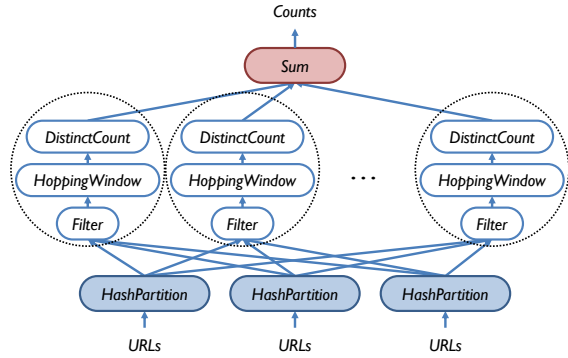 Counts
Sum
DistinctCount DistinctCount DistinctCount
HoppingWindow HoppingWindow ... HoppingWindow
Filter Filter Filter
HashPartition HashPartition HashPartition
URLs URLs URLs